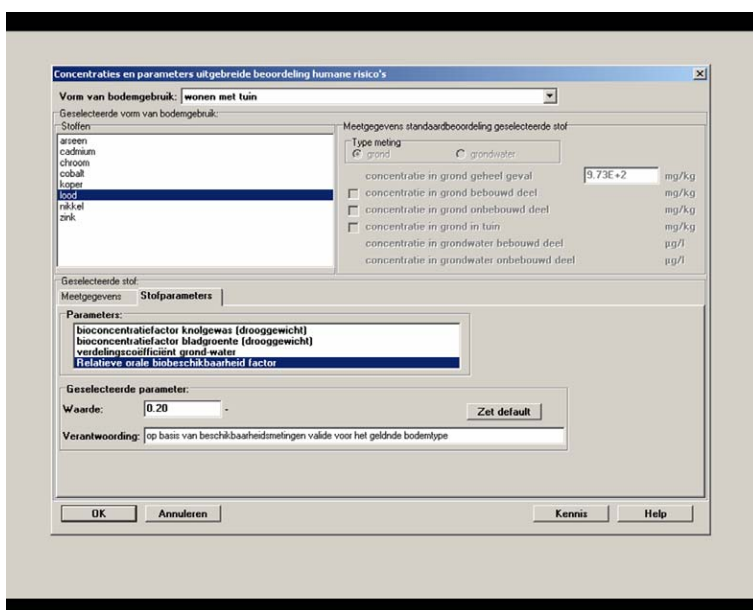 Concentraties en parameters uitgebreide beoordeling humane risico's
Vorm van bodemgebruik: wonen met tuin
Geselecteerde vorm van bodemgebruik:
Stoffen
arseen
cadmium
chroom
cobalt
koper
lood
nikkel
zink
Meetgegevens standaardbeoordeling geselecteerde stof
Type meting
grond grondwater
concentratie in grond geheel geval 9.73E+2 mg/kg
concentratie in grond bebouwd deel mg/kg
concentratie in grond onbebouwd deel mg/kg
concentratie in grond in tuin mg/kg
concentratie in grondwater bebouwd deel µg/l
concentratie in grondwater onbebouwd deel µg/l
Geselecteerde stof:
Meetgegevens Stofparameters
Parameters:
bioconcentratiefactor knolgewas (drooggewicht)
bioconcentratiefactor bladgroente (drooggewicht)
verdelingscoëfficiënt grond-water
Relatieve orale biobeschikbaarheid factor
Geselecteerde parameter:
Waarde: 0.20 - Zet default
Verantwoording: op basis van beschikbaarheidsmetingen valide voor het geldnde bodemtype
OK Annuleren Kennis Help